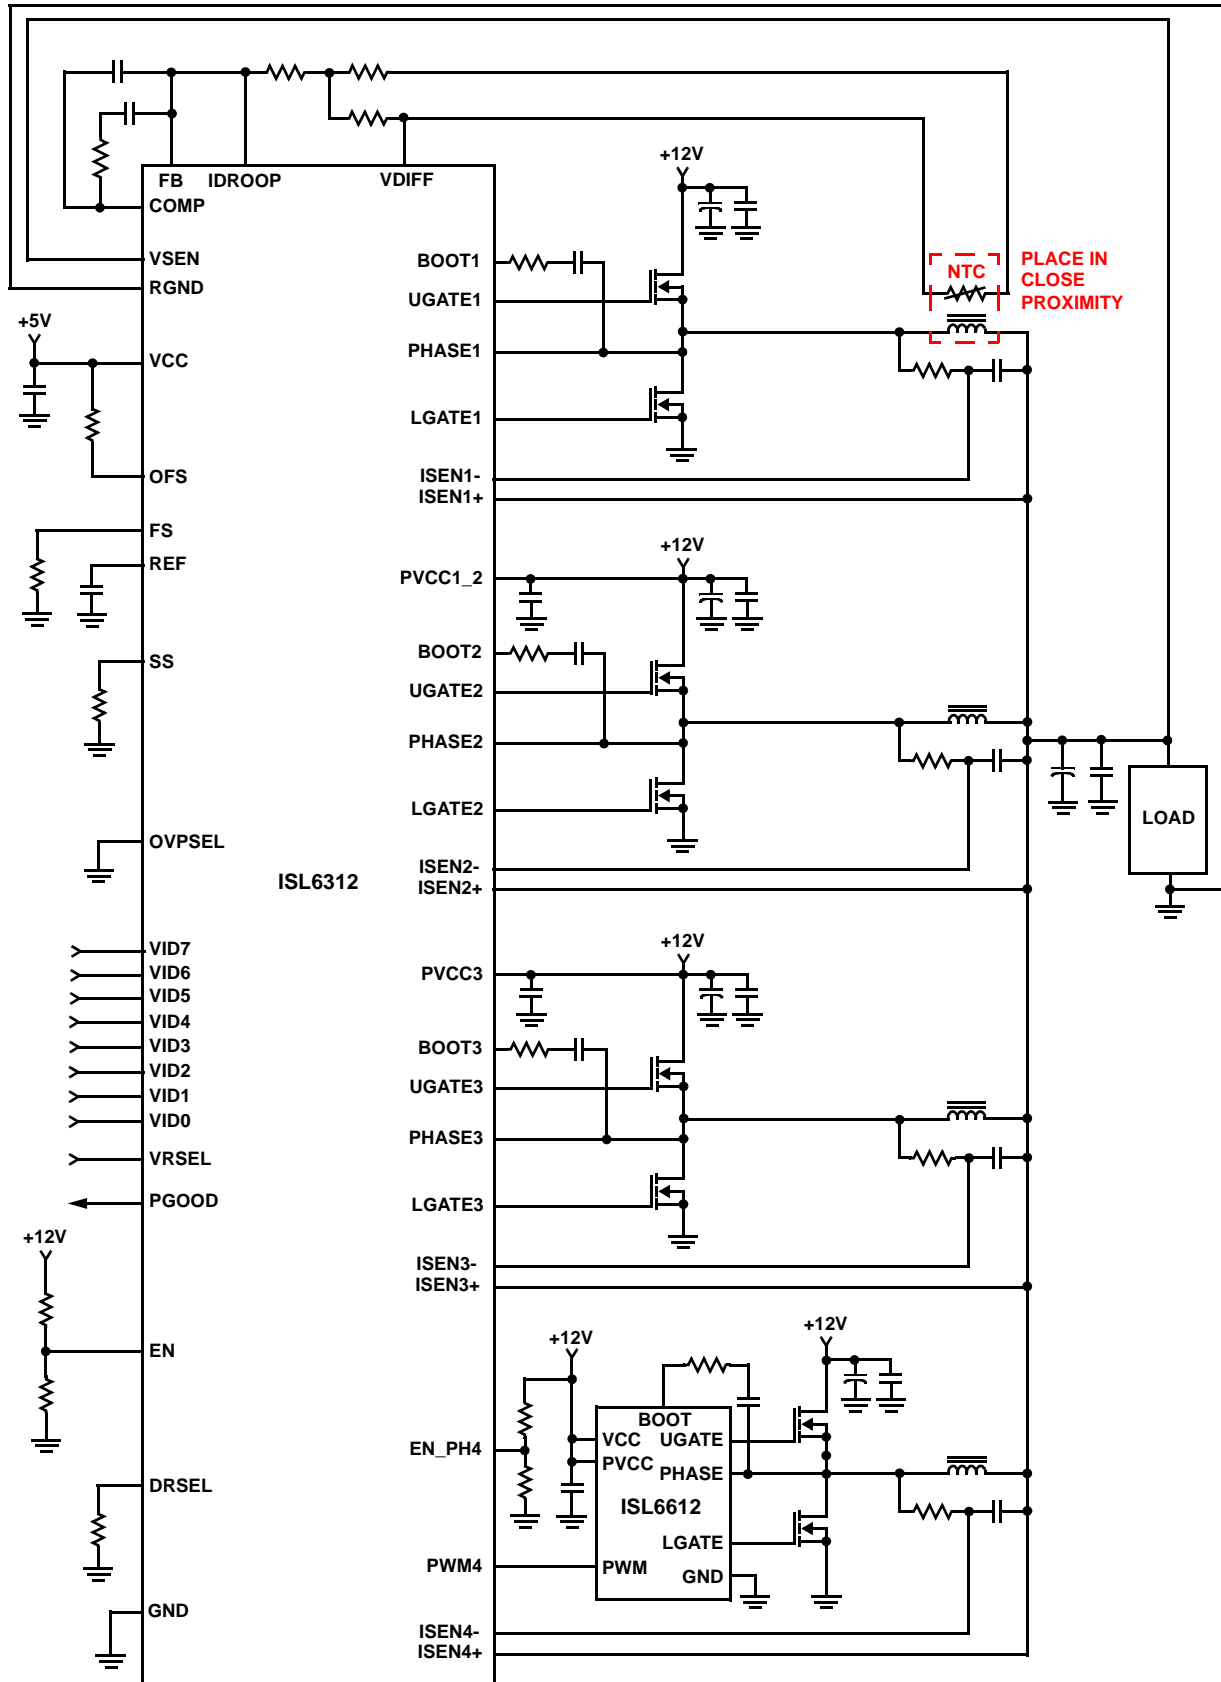 +12V
FB IDROOP VDIFF
COMP
VSEN
RGND
+5V
VCC
OFS
FS
REF
SS
OVPSEL
ISL6312
VID7
VID6
VID5
VID4
VID3
VID2
VID1
VID0
VRSEL
PGOOD
+12V
EN
DRSEL
GND
BOOT1
UGATE1
PHASE1
LGATE1
ISEN1-
ISEN1+
NTC
PLACE IN
CLOSE
PROXIMITY
+12V
PVCC1_2
BOOT2
UGATE2
PHASE2
LGATE2
ISEN2-
ISEN2+
LOAD
+12V
PVCC3
BOOT3
UGATE3
PHASE3
LGATE3
ISEN3-
ISEN3+
+12V
+12V
EN_PH4
PWM4
ISEN4-
ISEN4+
BOOT
VCC
UGATE
PVCC
PHASE
ISL6612
LGATE
PWM
GND